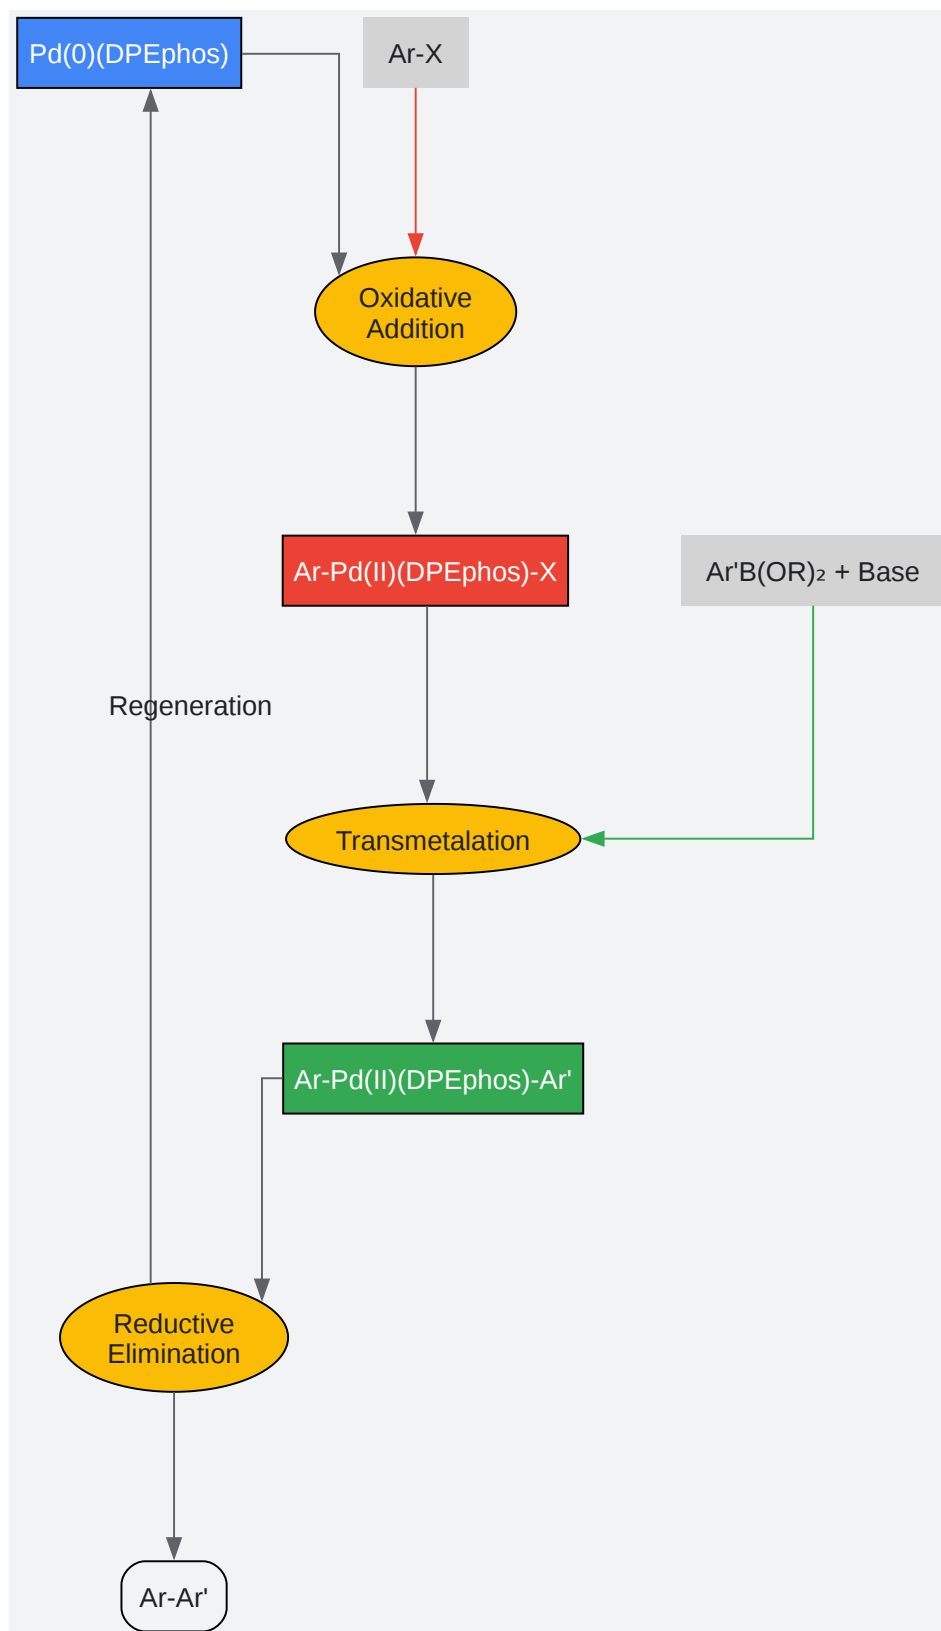 Pd(0)(DPEphos)
Ar-X
Oxidative
Addition
Ar-Pd(II)(DPEphos)-X
Ar'B(OR)₂ + Base
Regeneration
Transmetalation
Ar-Pd(II)(DPEphos)-Ar'
Reductive
Elimination
Ar-Ar'